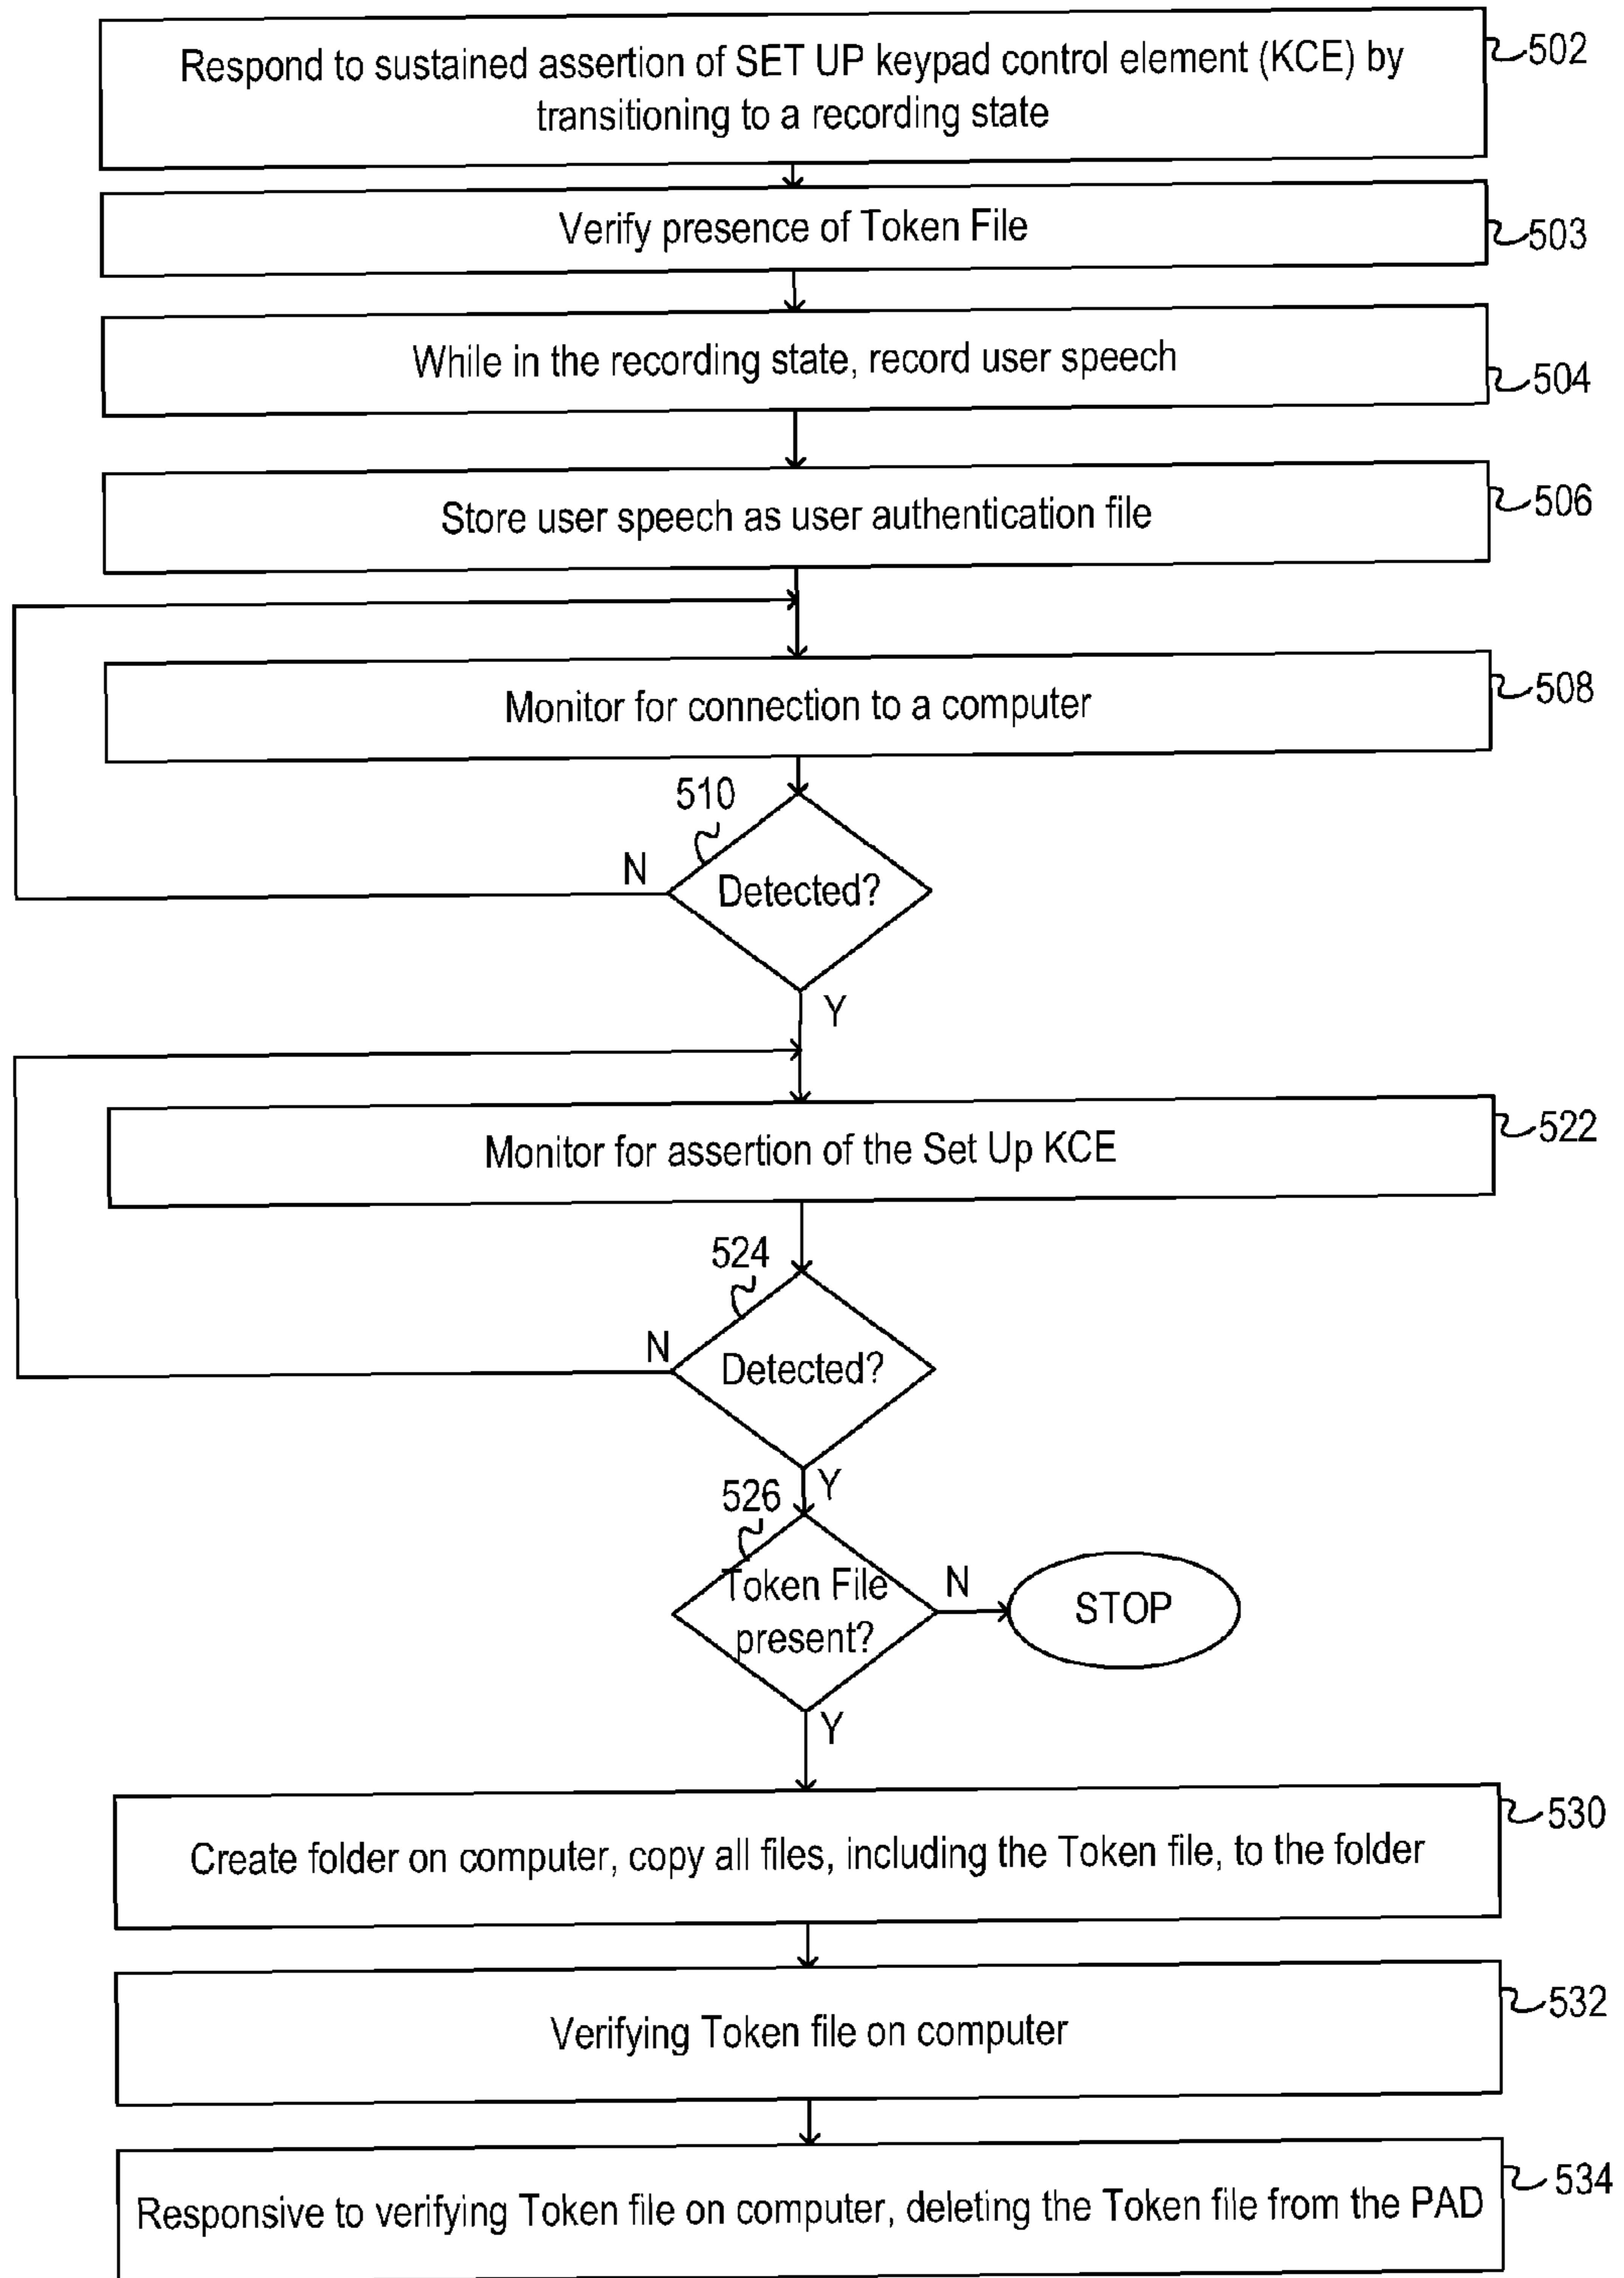 Respond to sustained assertion of SET UP keypad control element (KCE) by
transitioning to a recording state
502
Verify presence of Token File
503
While in the recording state, record user speech
504
Store user speech as user authentication file
506
Monitor for connection to a computer
508
510
N
Detected?
Y
Monitor for assertion of the Set Up KCE
522
524
N
Detected?
Y
526
Token File
present?
N
STOP
Y
Create folder on computer, copy all files, including the Token file, to the folder
530
Verifying Token file on computer
532
Responsive to verifying Token file on computer, deleting the Token file from the PAD
534